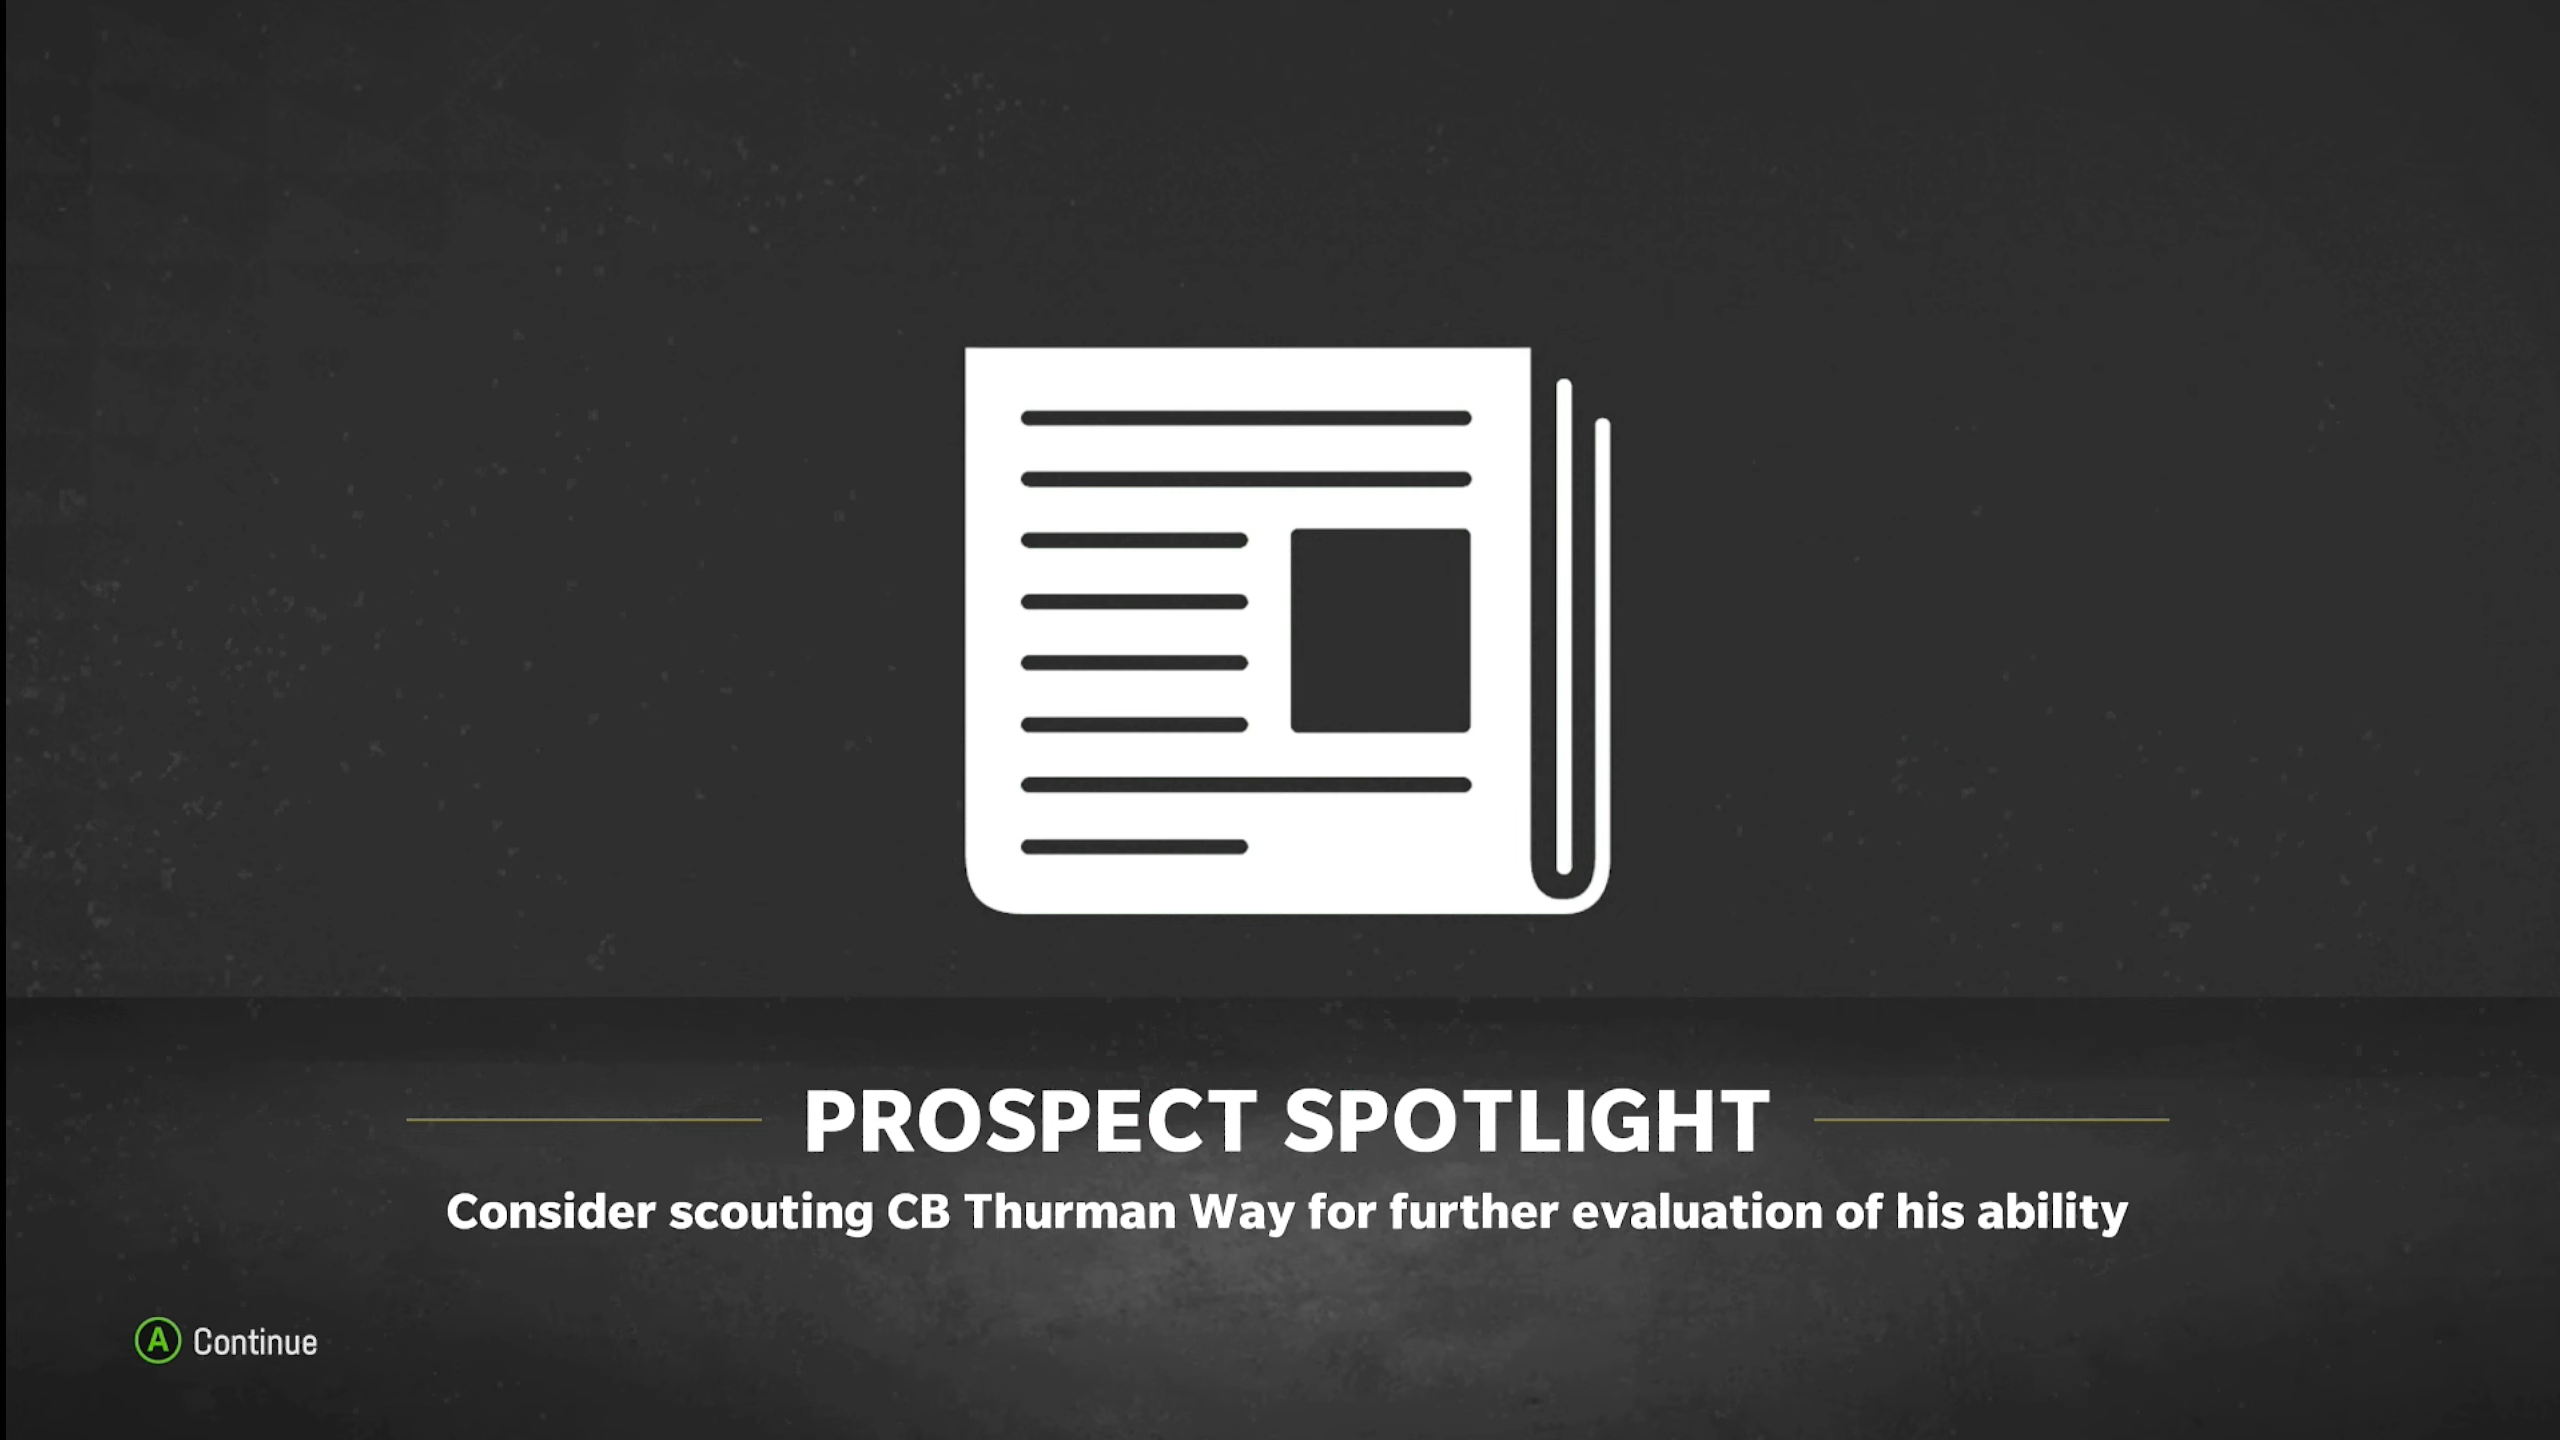 PROSPECT SPOTLIGHT
Consider scouting CB Thurman Way for further evaluation of his ability
A Continue